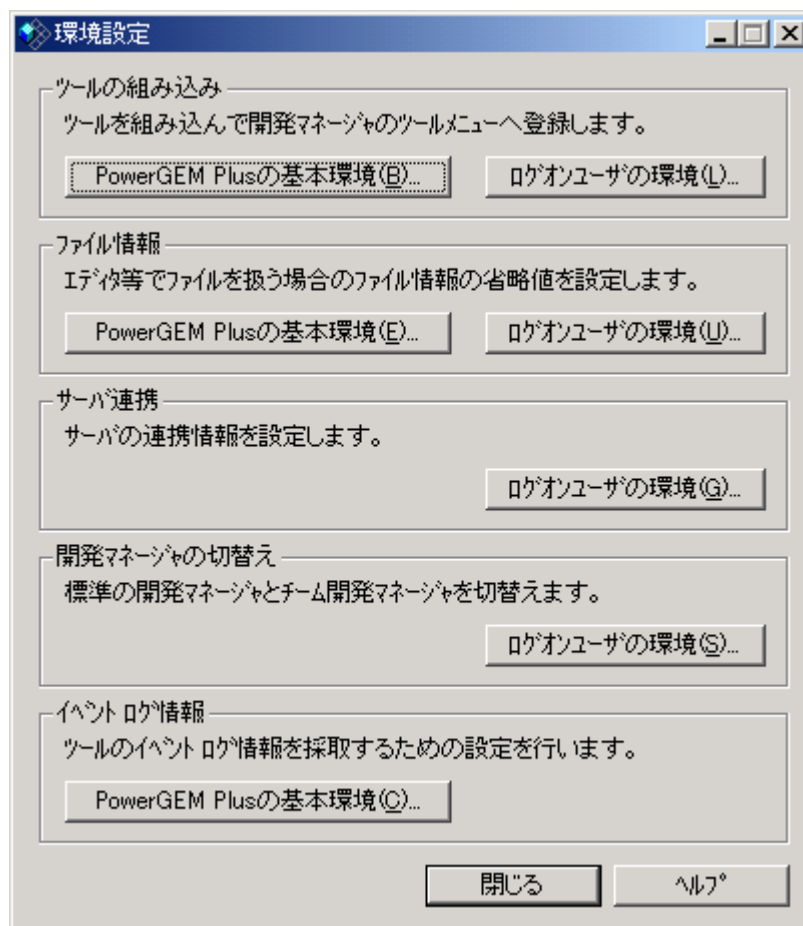 環境設定
ツールの組み込み
ツールを組み込んで開発マネージャのツールメニューへ登録します。
PowerGEM Plusの基本環境(B)... ログオンユーザの環境(L)...
ファイル情報
エディタ等でファイルを扱う場合のファイル情報の省略値を設定します。
PowerGEM Plusの基本環境(E)... ログオンユーザの環境(U)...
サーバ連携
サーバの連携情報を設定します。
ログオンユーザの環境(G)...
開発マネージャの切替え
標準の開発マネージャとチーム開発マネージャを切替えます。
ログオンユーザの環境(S)...
イベント ログ情報
ツールのイベント ログ情報を採取するための設定を行います。
PowerGEM Plusの基本環境(C)...
閉じる ヘルプ